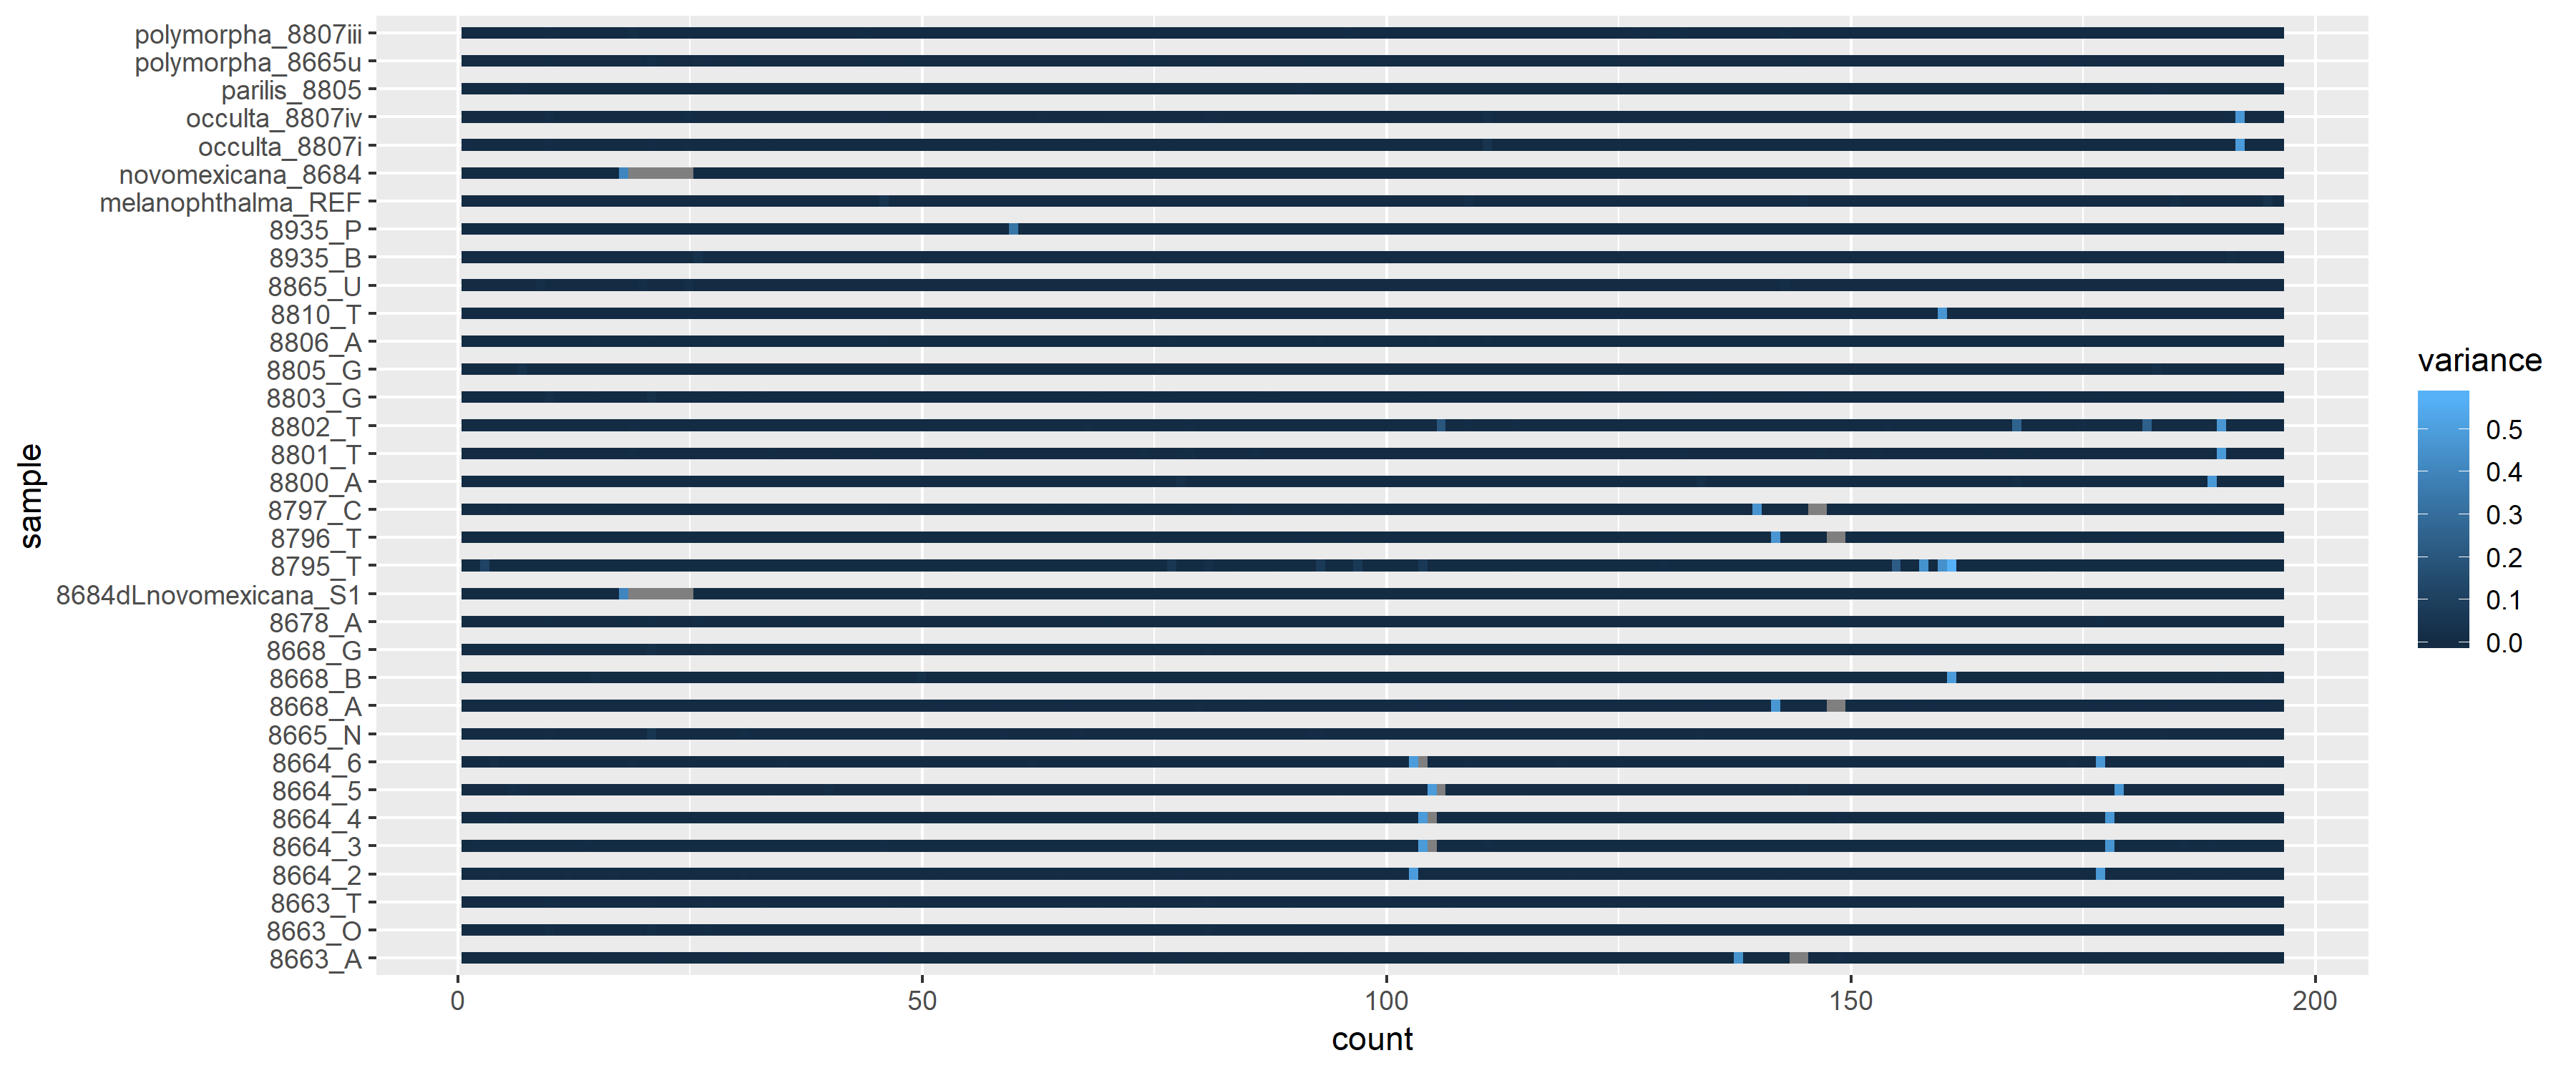 sample
polymorpha_8807iii
polymorpha_8665u
parilis_8805
occulta_8807iv
occulta_8807i
novomexicana_8684
melanophthalma_REF
8935_P
8935_B
8865_U
8810_T
8806_A
8805_G
8803_G
8802_T
8801_T
8800_A
8797_C
8796_T
8795_T
8684dLnovomexicana_S1
8678_A
8668_G
8668_B
8668_A
8665_N
8664_6
8664_5
8664_4
8664_3
8664_2
8663_T
8663_O
8663_A
0 50 100 150 200
count
variance
0.5
0.4
0.3
0.2
0.1
0.0